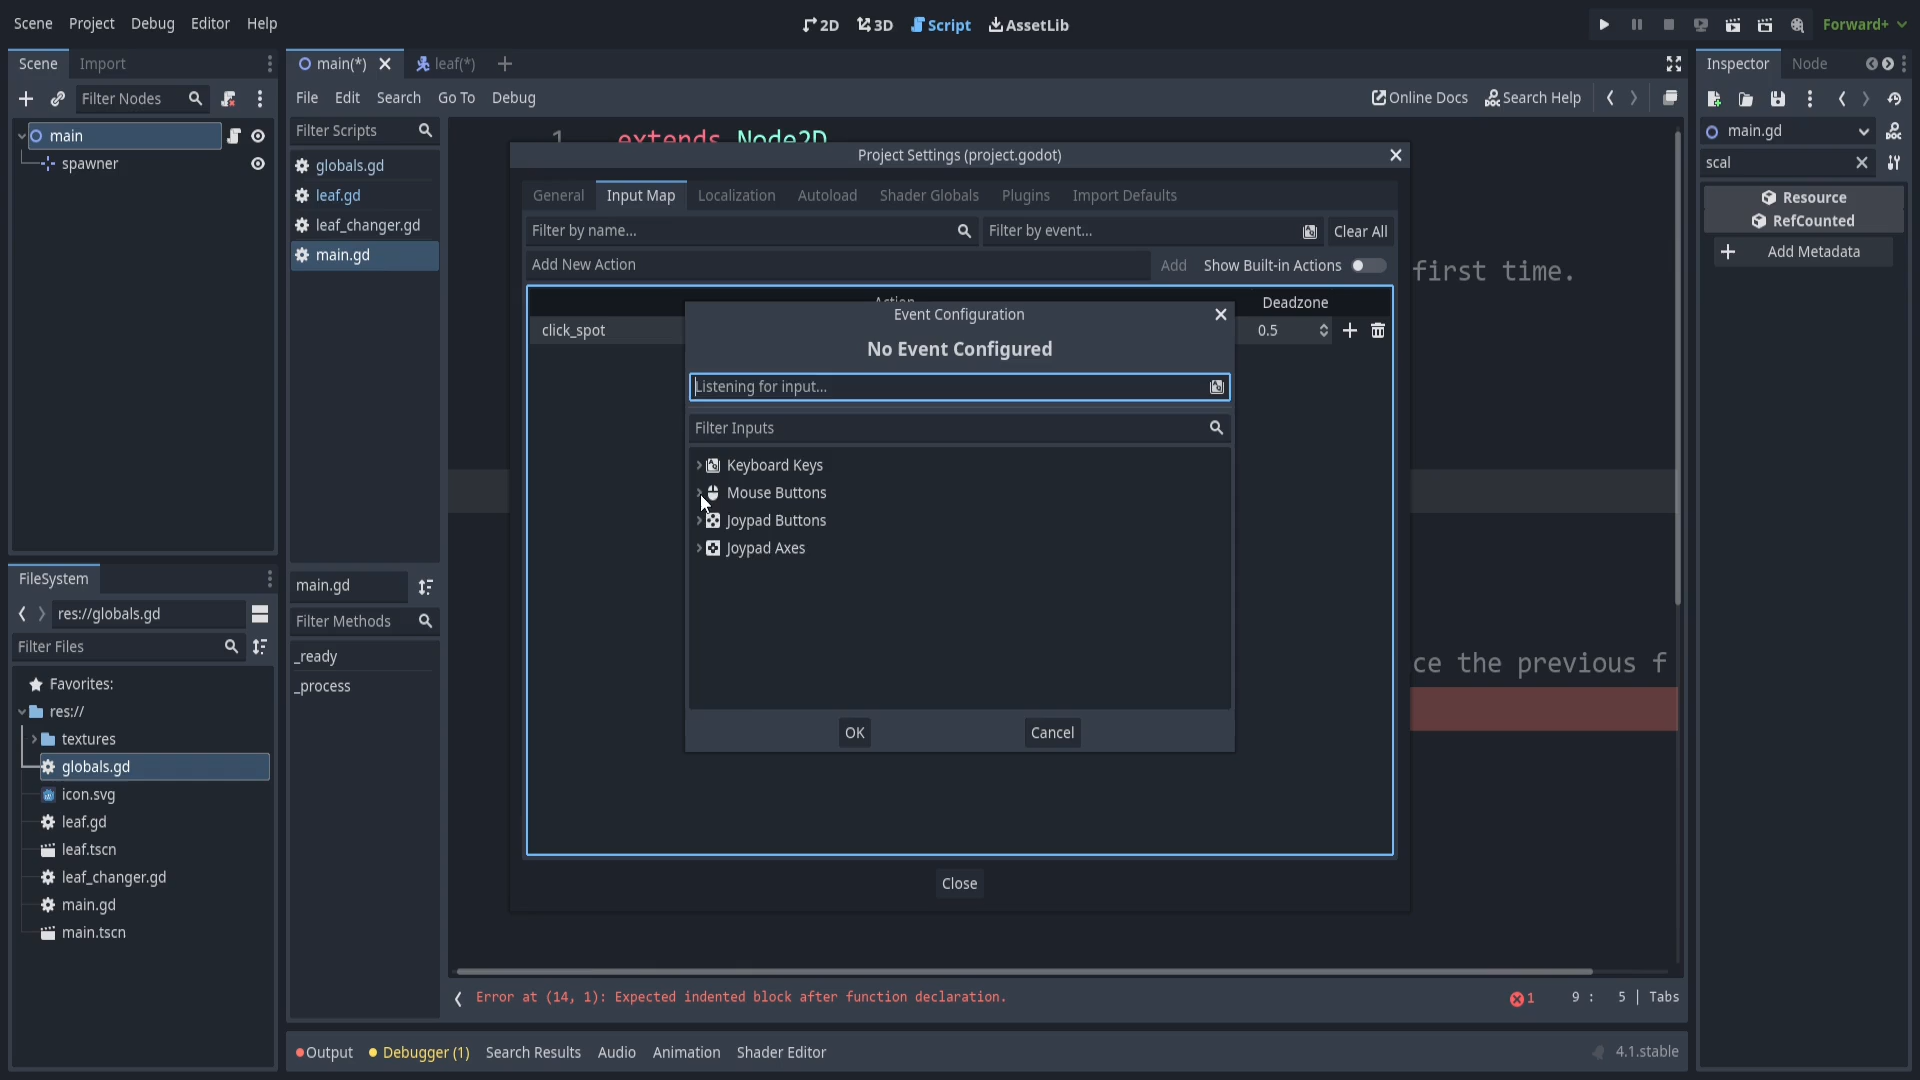 Scene Project Debug Editor Help
2D 3D Script AssetLib
Forward+
Scene Import
Filter Nodes
main
spawner
FileSystem
res://globals.gd
Filter Files
Favorites:
res://
textures
globals.gd
icon.svg
leaf.gd
leaf.tscn
leaf_changer.gd
main.gd
main.tscn
main(*) leaf(*)
File Edit Search Go To Debug
Online Docs Search Help
Filter Scripts
globals.gd
leaf.gd
leaf_changer.gd
main.gd
main.gd
Filter Methods
_ready
_process
1 extends Node2D
first time.
ce the previous f
Project Settings (project.godot)
General Input Map Localization Autoload Shader Globals Plugins Import Defaults
Filter by name... Filter by event... Clear All
Add New Action Add Show Built-in Actions
Action Deadzone
click_spot 0.5
Event Configuration
No Event Configured
Listening for input...
Filter Inputs
Keyboard Keys
Mouse Buttons
Joypad Buttons
Joypad Axes
OK Cancel
Close
Error at (14, 1): Expected indented block after function declaration.
1 9 : 5 | Tabs
Output Debugger (1) Search Results Audio Animation Shader Editor
4.1.stable
Inspector Node
main.gd
scal
Resource
RefCounted
Add Metadata